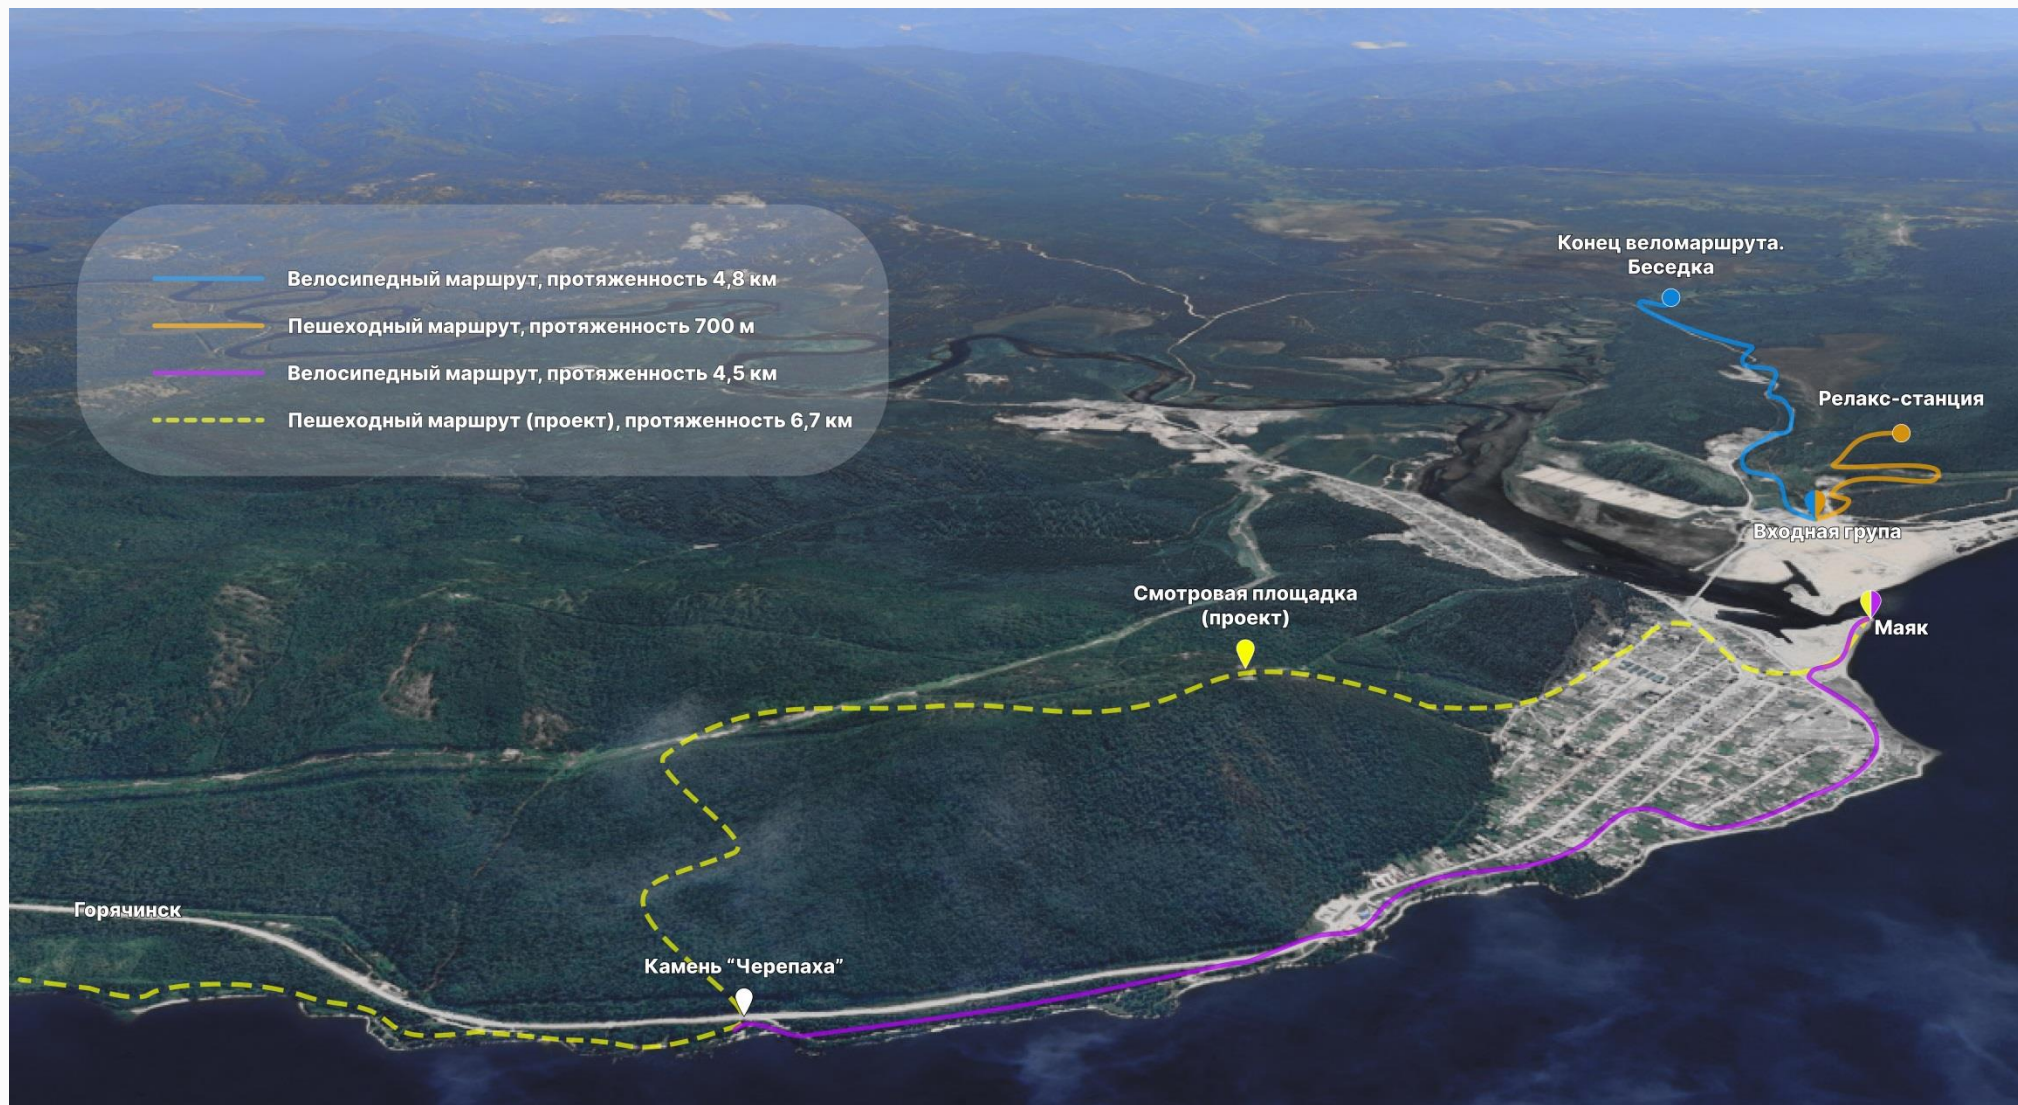 Велосипедный маршрут, протяженность 4,8 км
Пешеходный маршрут, протяженность 700 м
Велосипедный маршрут, протяженность 4,5 км
Пешеходный маршрут (проект), протяженность 6,7 км
Конец веломаршрута.
Беседка
Релакс-станция
Входная група
Смотровая площадка
(проект)
Маяк
Горячинск
Камень “Черепаха”